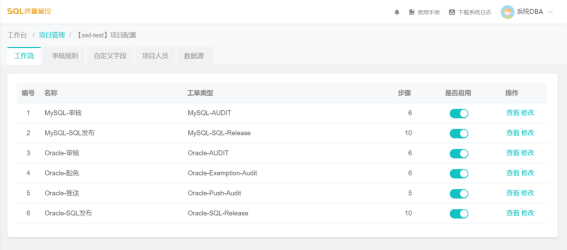 SQL质量管控 使用手册 下载系统日志 系统DBA
工作台 / 项目管理 / 【swl-test】项目配置
工作流 审核规则 自定义字段 项目人员 数据源
编号 名称 工单类型 步骤 是否启用 操作
1 MySQL-审核 MySQL-AUDIT 6 查看 修改
2 MySQL-SQL发布 MySQL-SQL-Release 10 查看 修改
3 Oracle-审核 Oracle-AUDIT 6 查看 修改
4 Oracle-豁免 Oracle-Exemption-Audit 6 查看 修改
5 Oracle-推送 Oracle-Push-Audit 5 查看 修改
6 Oracle-SQL发布 Oracle-SQL-Release 10 查看 修改